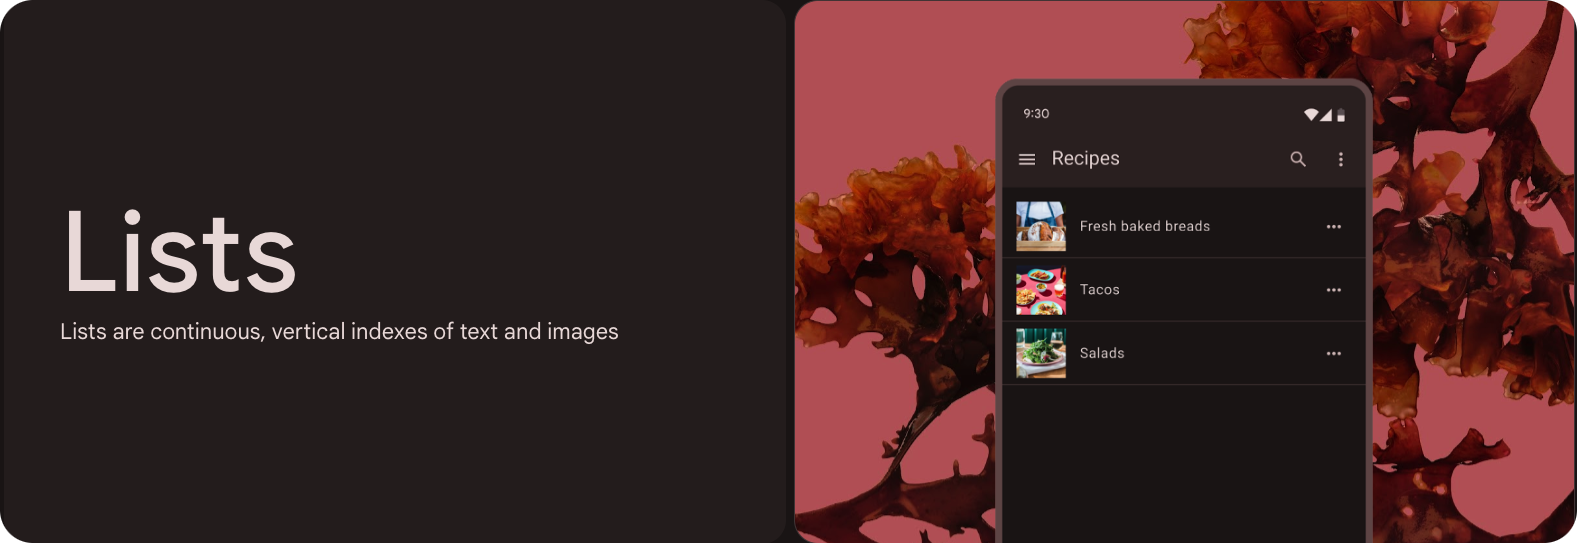 Lists
Lists are continuous, vertical indexes of text and images
9:30
Recipes
Fresh baked breads
Tacos
Salads